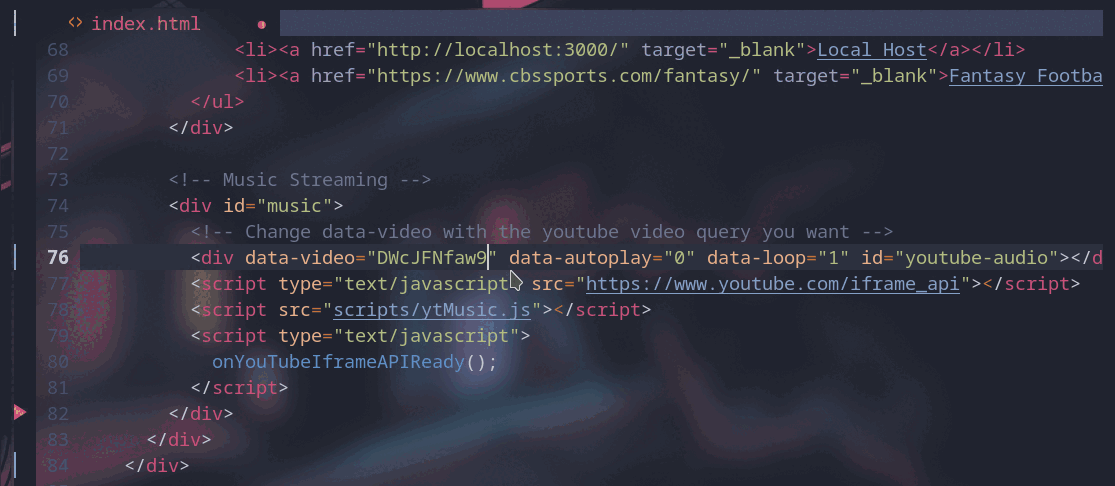 <> index.html
68 <li><a href="http://localhost:3000/" target="_blank">Local Host</a></li>
69 <li><a href="https://www.cbssports.com/fantasy/" target="_blank">Fantasy Footba
70 </ul>
71 </div>
72
73 <!-- Music Streaming -->
74 <div id="music">
75 <!-- Change data-video with the youtube video query you want -->
76 <div data-video="DWcJFNfaw9" data-autoplay="0" data-loop="1" id="youtube-audio"></d
77 <script type="text/javascript" src="https://www.youtube.com/iframe_api"></script>
78 <script src="scripts/ytMusic.js"></script>
79 <script type="text/javascript">
80 onYouTubeIframeAPIReady();
81 </script>
82 </div>
83 </div>
84 </div>